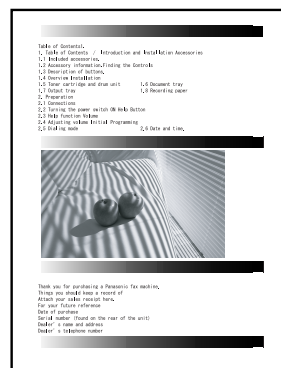 Table of Contents!.
1. Table of Contents / Introduction and Installation Accessories
1.1 Included accessories.
1.2 Accessory information.Finding the Controls
1.3 Description of buttons.
1.4 Overview Installation
1.5 Toner cartridge and drum unit 1.6 Document tray
1.7 Output tray 1.8 Recording paper
2. Preparation
2.1 Connections
2.2 Turning the power switch ON Help Button
2.3 Help function Volume
2.4 Adjusting volume Initial Programming
2.5 Dialing mode 2.6 Date and time.
Thank you for purchasing a Panasonic fax machine.
Things you should keep a record of
Attach your sales receipt here.
For your future reference
Date of purchase
Serial number (found on the rear of the unit)
Dealer's name and address
Dealer's telephone number